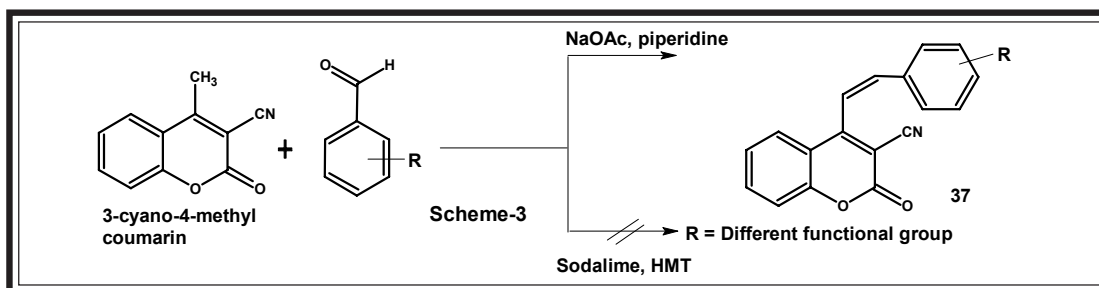 NaOAc, piperidine
R
CH3
CN
O
O
3-cyano-4-methyl
coumarin
+
O
H
R
Scheme-3
CN
O
O
37
R = Different functional group
Sodalime, HMT